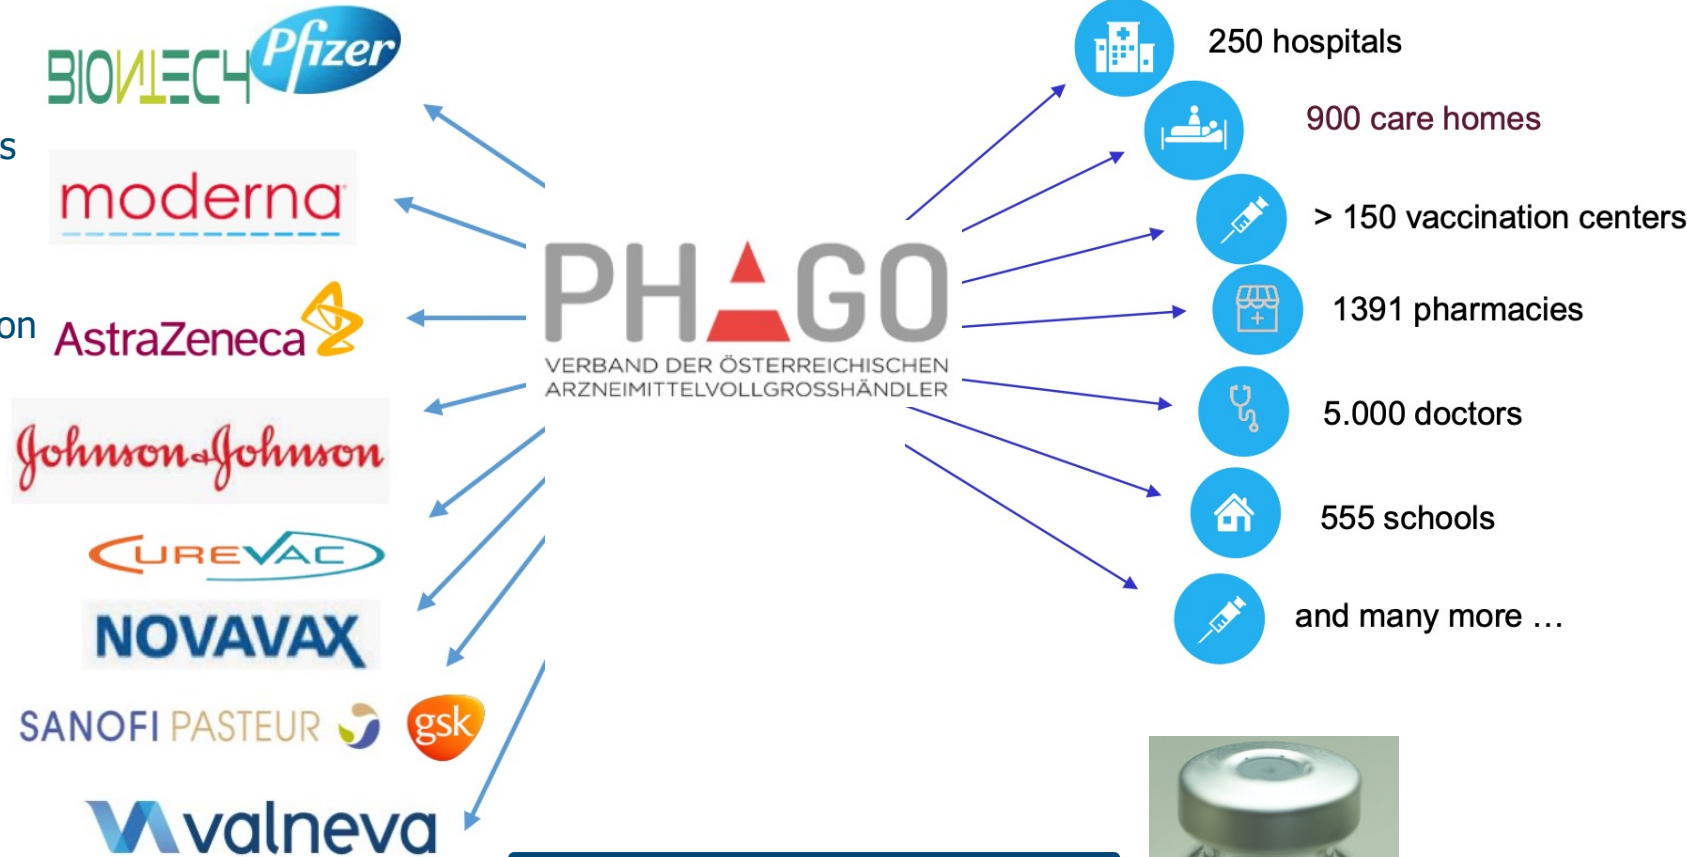 BIONTECH
Pfizer
s
moderna
on
AstraZeneca
Johnson & Johnson
CUREVAC
NOVAVAX
SANOFI PASTEUR
gsk
valneva
PHAGO
VERBAND DER ÖSTERREICHISCHEN
ARZNEIMITTELVOLLGROSSHÄNDLER
250 hospitals
900 care homes
> 150 vaccination centers
1391 pharmacies
5.000 doctors
555 schools
and many more …